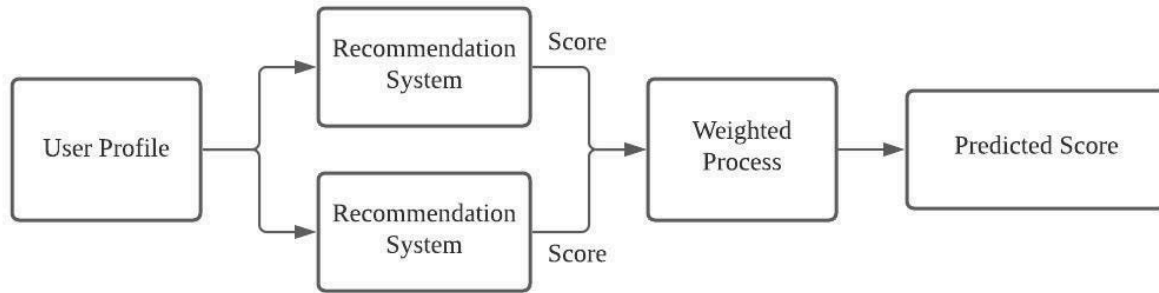 User Profile
Recommendation
System
Score
Recommendation
System
Score
Weighted
Process
Predicted Score